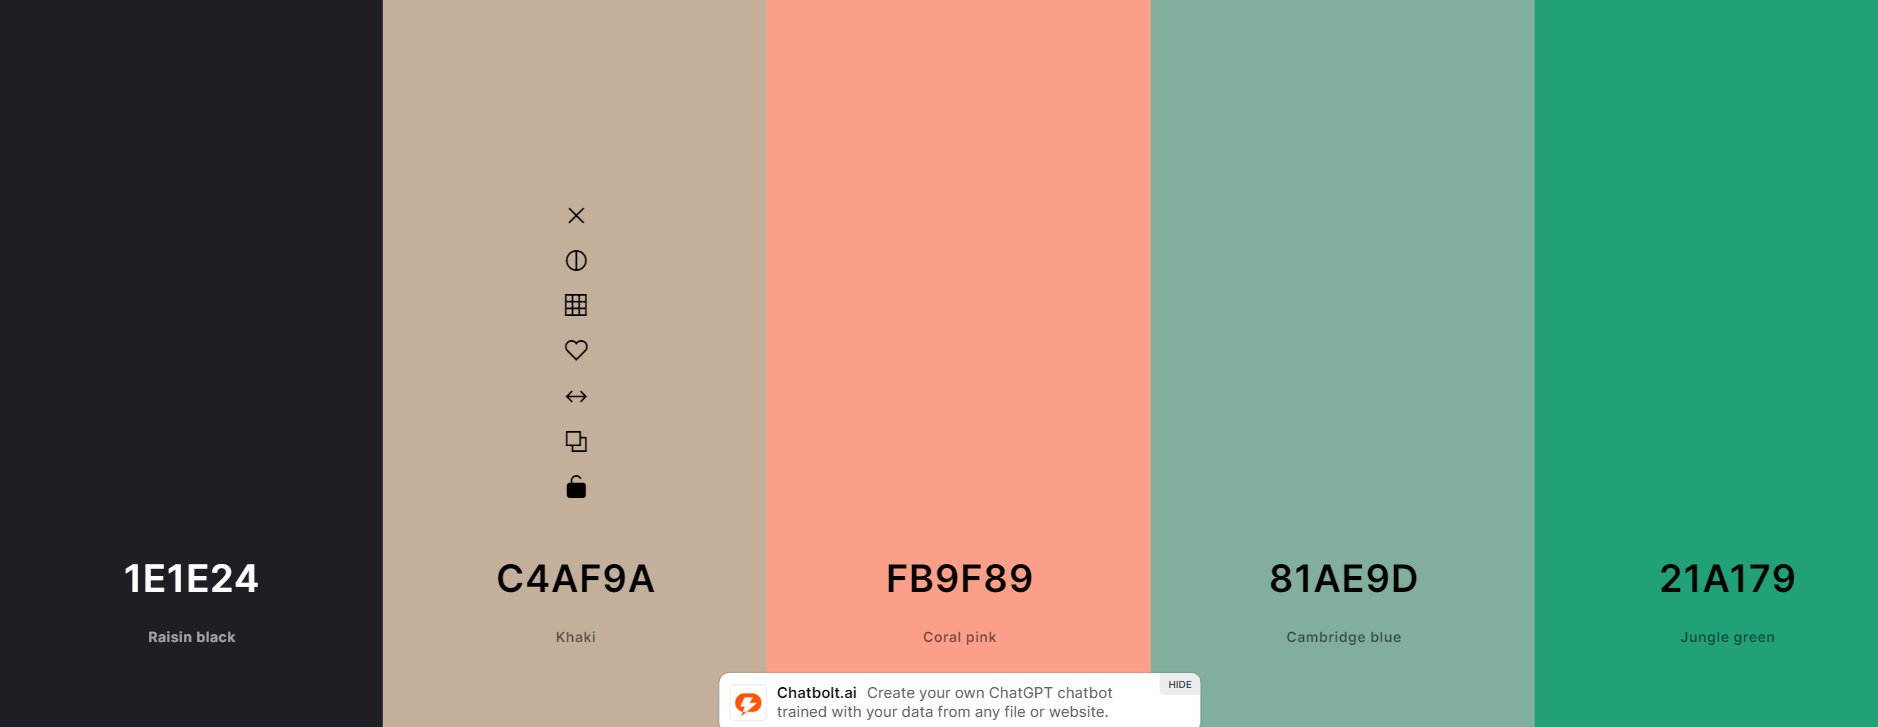 1E1E24
Raisin black
C4AF9A
Khaki
FB9F89
Coral pink
81AE9D
Cambridge blue
21A179
Jungle green
Chatbolt.ai Create your own ChatGPT chatbot
trained with your data from any file or website.
HIDE